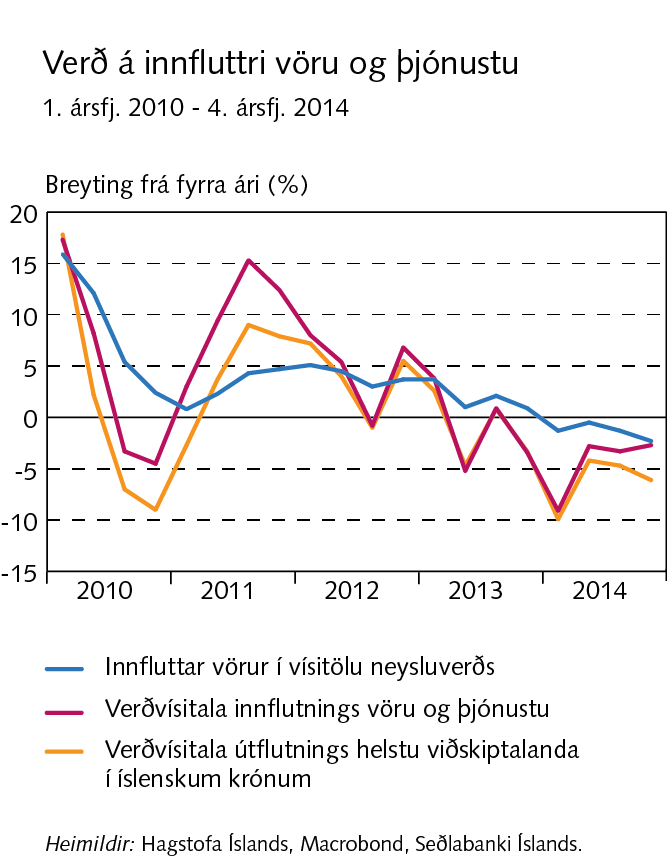 Verð á innfluttri vöru og þjónustu
1. ársfj. 2010 - 4. ársfj. 2014
Breyting frá fyrra ári (%)
20
15
10
5
0
-5
-10
-15
2010 2011 2012 2013 2014
Innfluttar vörur í vísitölu neysluverðs
Verðvísitala innflutnings vöru og þjónustu
Verðvísitala útflutnings helstu viðskiptalanda
í íslenskum krónum
Heimildir: Hagstofa Íslands, Macrobond, Seðlabanki Íslands.